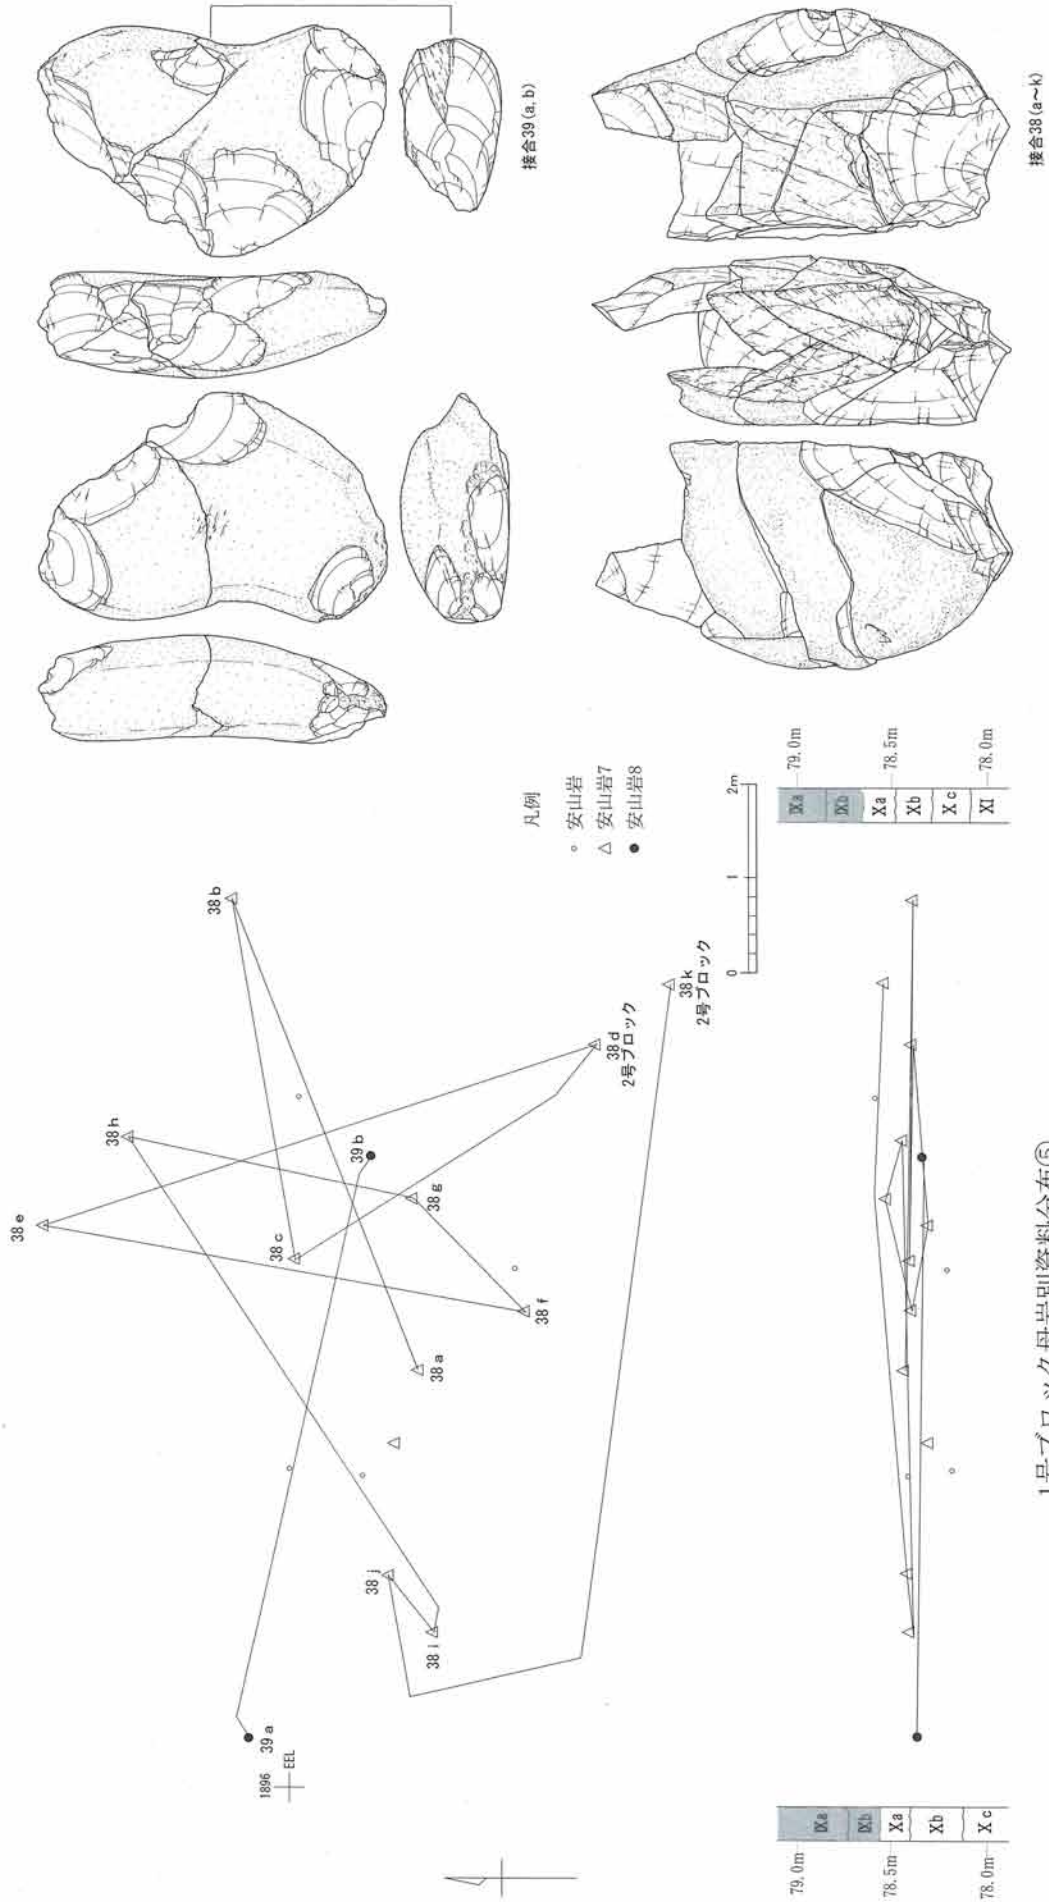 接合39(a, b)
接合38(a~k)
凡例
安山岩
安山岩7
安山岩8
0 1 2m
38 e
38 h
38 b
38 c
39 b
38 g
38 f
38 a
38 d
2号ブロック
38 k
2号ブロック
38 j
38 i
39 a
1896
EEL
79.0m
78.5m
78.0m
Ⅸa
Ⅸb
Ⅹa
Ⅹb
Ⅹc
79.0m
78.5m
78.0m
Ⅸa
Ⅸb
Ⅹa
Ⅹb
Ⅹc
Ⅺ
1号ブロック母岩別資料分布⑤